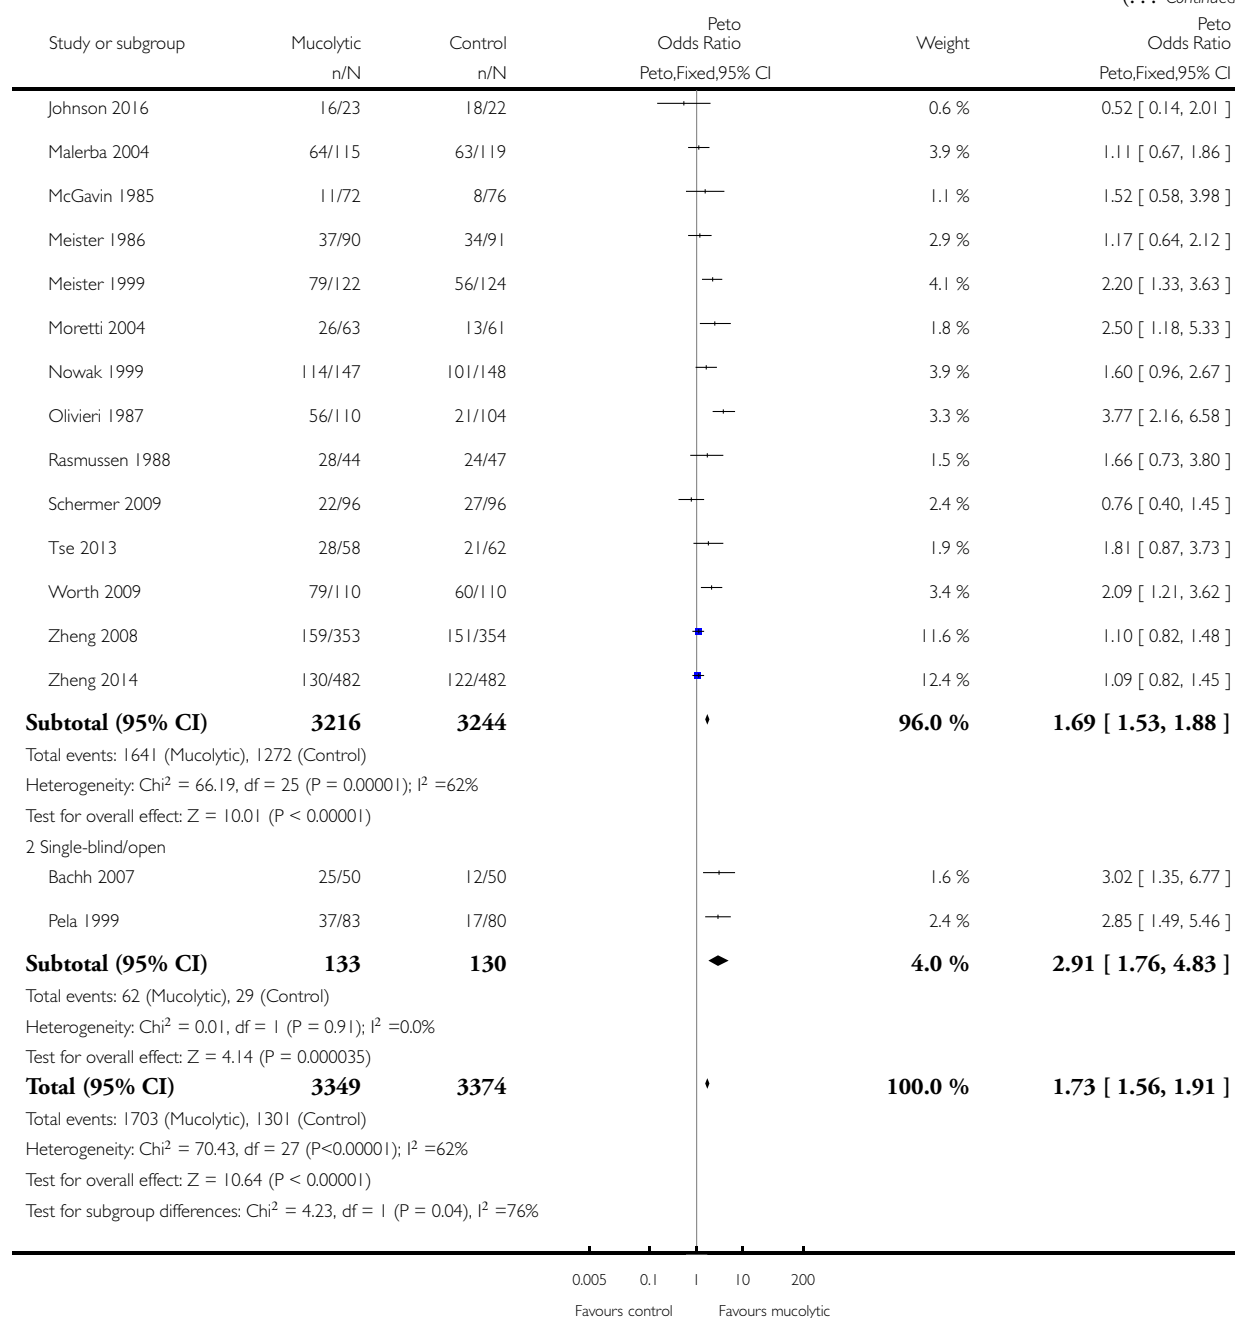 (. . . Continued
Peto Peto
Study or subgroup Mucolytic Control Odds Ratio Weight Odds Ratio
n/N n/N Peto,Fixed,95% CI Peto,Fixed,95% CI
Johnson 2016 16/23 18/22 0.6 % 0.52 [ 0.14, 2.01 ]
Malerba 2004 64/115 63/119 3.9 % 1.11 [ 0.67, 1.86 ]
McGavin 1985 11/72 8/76 1.1 % 1.52 [ 0.58, 3.98 ]
Meister 1986 37/90 34/91 2.9 % 1.17 [ 0.64, 2.12 ]
Meister 1999 79/122 56/124 4.1 % 2.20 [ 1.33, 3.63 ]
Moretti 2004 26/63 13/61 1.8 % 2.50 [ 1.18, 5.33 ]
Nowak 1999 114/147 101/148 3.9 % 1.60 [ 0.96, 2.67 ]
Olivieri 1987 56/110 21/104 3.3 % 3.77 [ 2.16, 6.58 ]
Rasmussen 1988 28/44 24/47 1.5 % 1.66 [ 0.73, 3.80 ]
Schermer 2009 22/96 27/96 2.4 % 0.76 [ 0.40, 1.45 ]
Tse 2013 28/58 21/62 1.9 % 1.81 [ 0.87, 3.73 ]
Worth 2009 79/110 60/110 3.4 % 2.09 [ 1.21, 3.62 ]
Zheng 2008 159/353 151/354 11.6 % 1.10 [ 0.82, 1.48 ]
Zheng 2014 130/482 122/482 12.4 % 1.09 [ 0.82, 1.45 ]
Subtotal (95% CI) 3216 3244 96.0 % 1.69 [ 1.53, 1.88 ]
Total events: 1641 (Mucolytic), 1272 (Control)
Heterogeneity: Chi² = 66.19, df = 25 (P = 0.00001); I² =62%
Test for overall effect: Z = 10.01 (P < 0.00001)
2 Single-blind/open
Bachh 2007 25/50 12/50 1.6 % 3.02 [ 1.35, 6.77 ]
Pela 1999 37/83 17/80 2.4 % 2.85 [ 1.49, 5.46 ]
Subtotal (95% CI) 133 130 4.0 % 2.91 [ 1.76, 4.83 ]
Total events: 62 (Mucolytic), 29 (Control)
Heterogeneity: Chi² = 0.01, df = 1 (P = 0.91); I² =0.0%
Test for overall effect: Z = 4.14 (P = 0.000035)
Total (95% CI) 3349 3374 100.0 % 1.73 [ 1.56, 1.91 ]
Total events: 1703 (Mucolytic), 1301 (Control)
Heterogeneity: Chi² = 70.43, df = 27 (P<0.00001); I² =62%
Test for overall effect: Z = 10.64 (P < 0.00001)
Test for subgroup differences: Chi² = 4.23, df = 1 (P = 0.04), I² =76%
0.005 0.1 1 10 200
Favours control Favours mucolytic